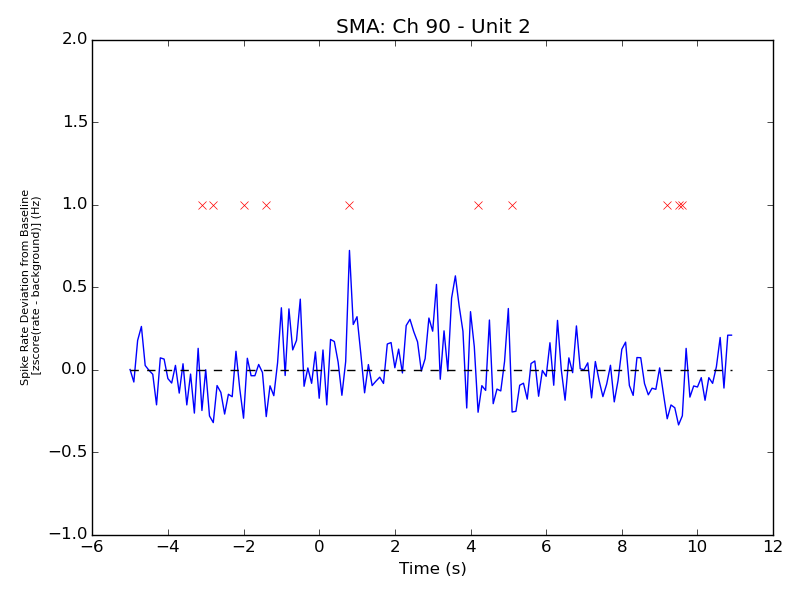 SMA: Ch 90 - Unit 2
2.0
1.5
1.0
0.5
0.0
−0.5
−1.0
Spike Rate Deviation from Baseline
[zscore(rate - background)] (Hz)
−6 −4 −2 0 2 4 6 8 10 12
Time (s)